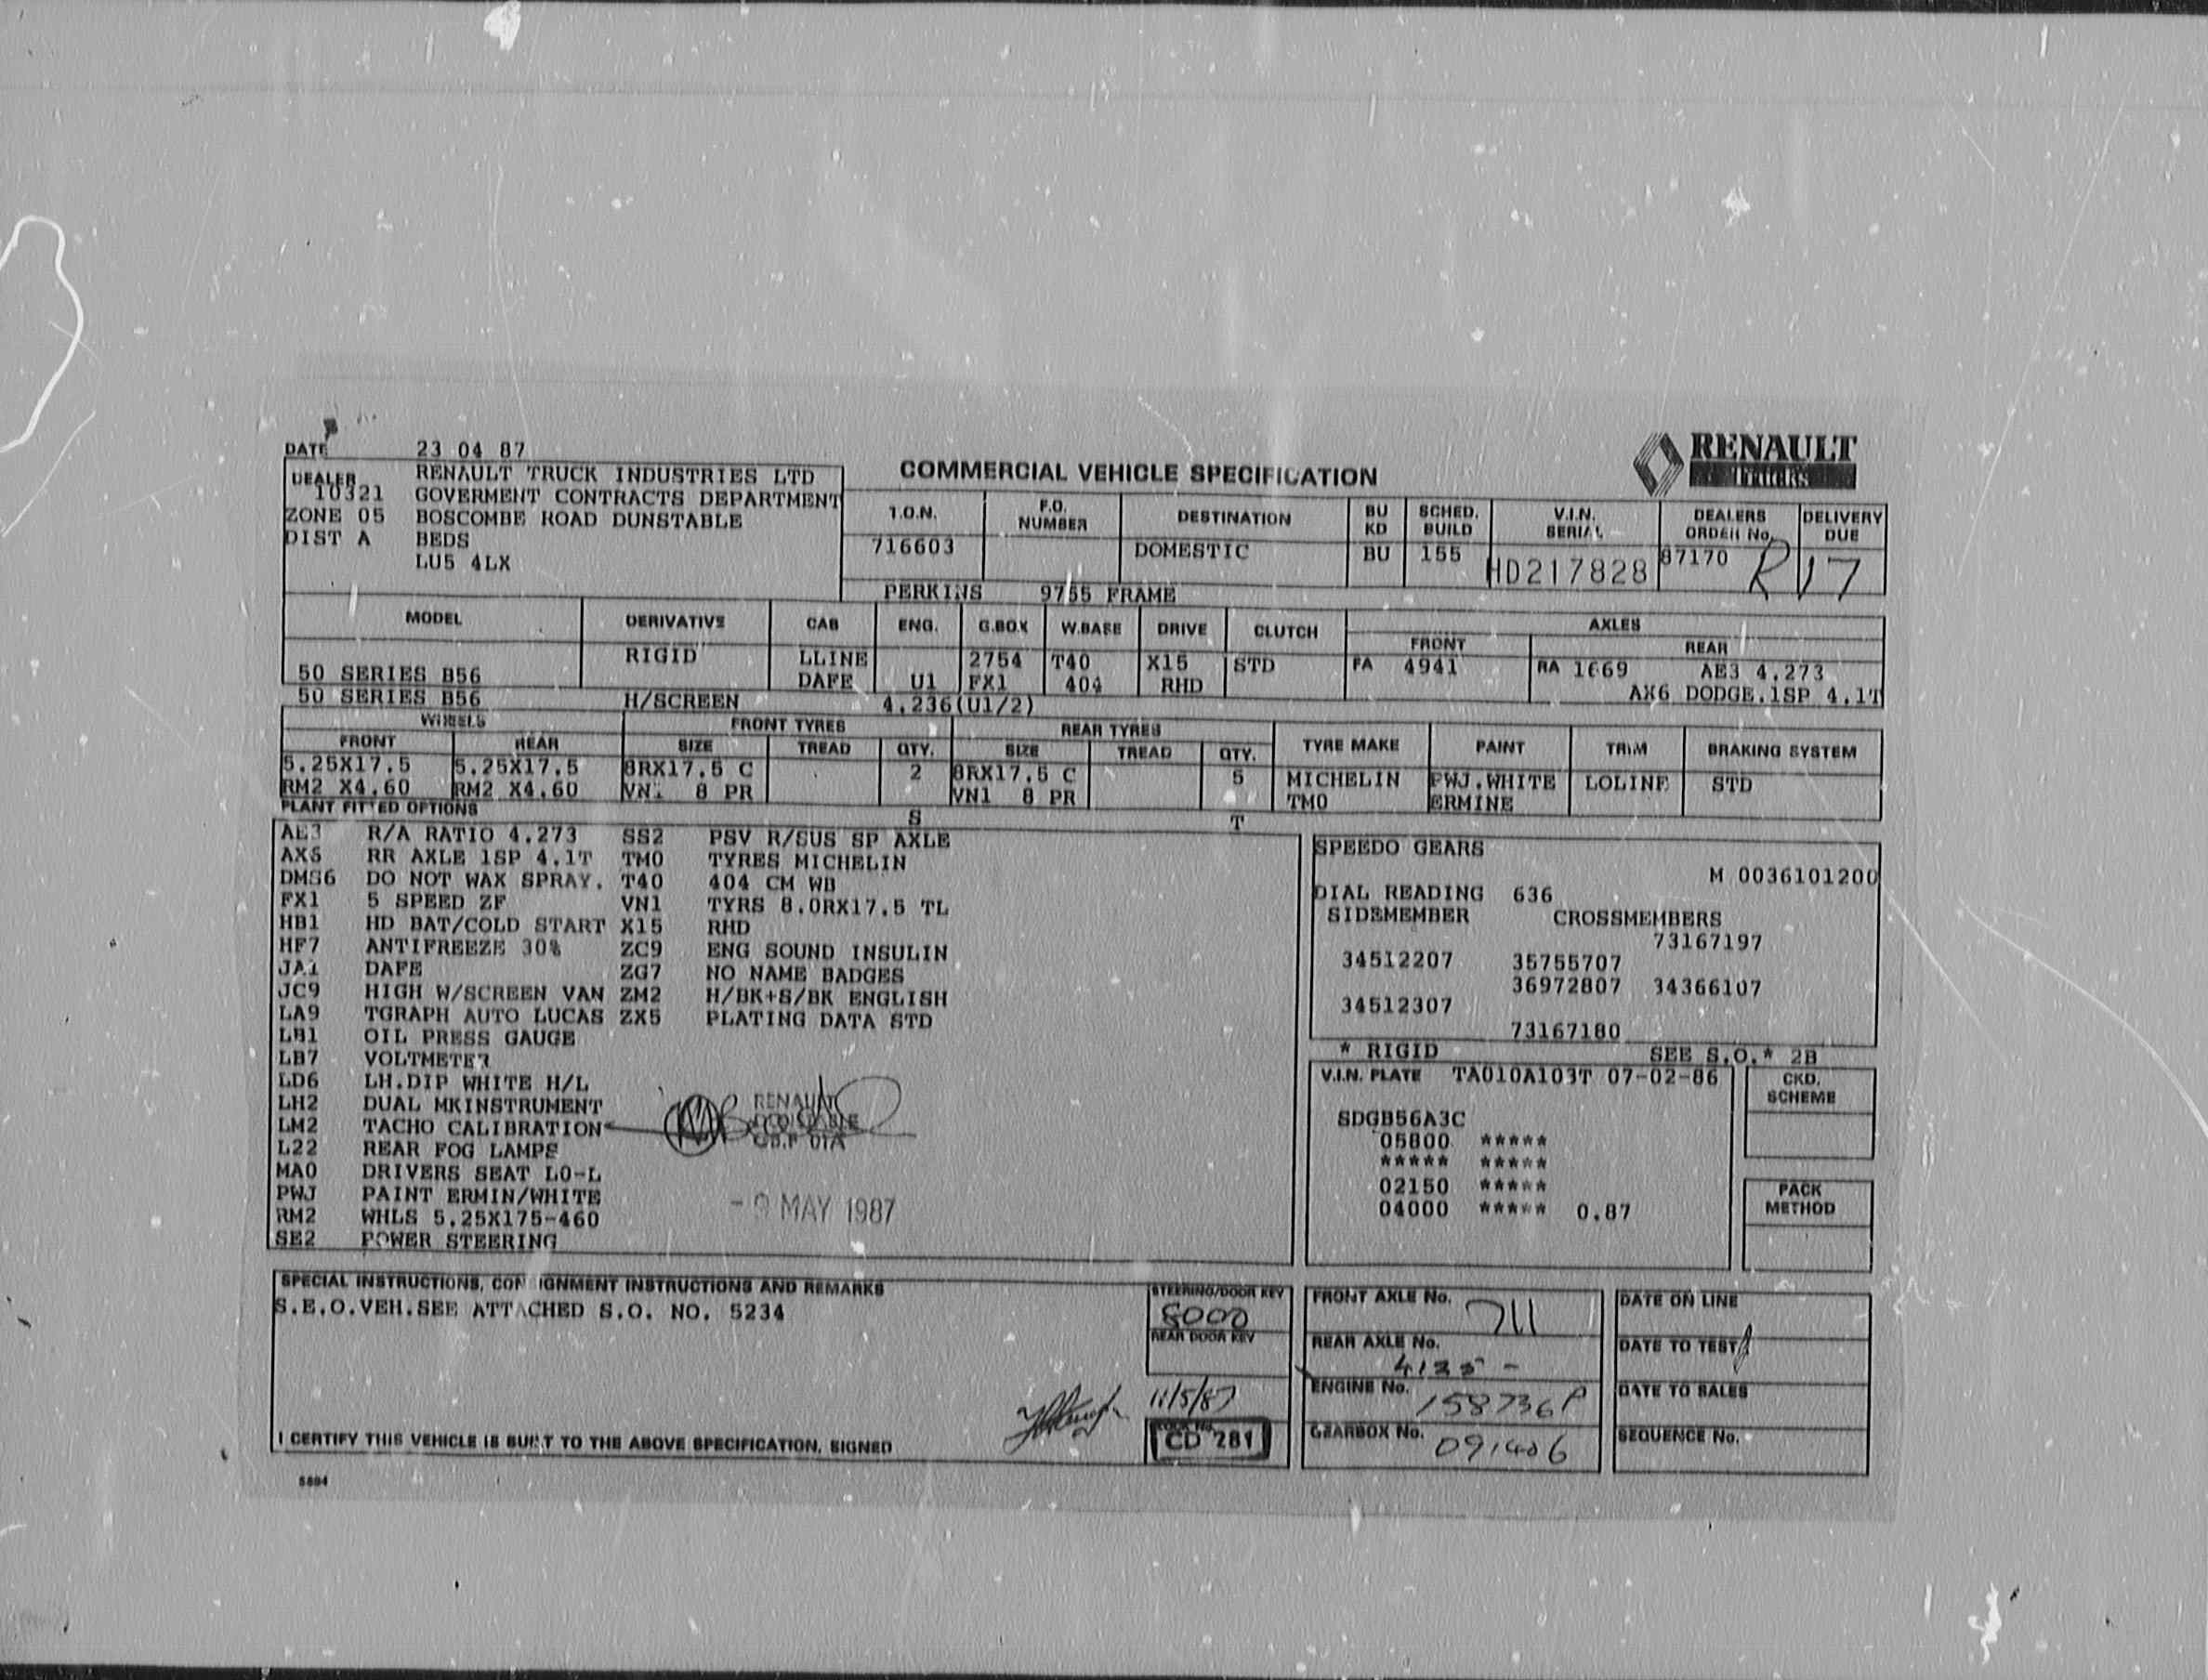 DATE 23 04 87
RENAULT
TRUCKS
DEALER RENAULT TRUCK INDUSTRIES LTD
COMMERCIAL VEHICLE SPECIFICATION
10321 GOVERMENT CONTRACTS DEPARTMENT
ZONE 05 BOSCOMBE ROAD DUNSTABLE
DIST A BEDS
LU5 4LX
T.O.N. F.O. NUMBER DESTINATION BU KD SCHED. BUILD V.I.N. SERIAL DEALERS ORDER No. DELIVERY DUE
716603 DOMESTIC BU 155 HD217828 87170 R17
PERKINS 9755 FRAME
MODEL DERIVATIVE CAB ENG. G.BOX W.BASE DRIVE CLUTCH AXLES
FRONT REAR
RIGID LLINE 2754 T40 X15 STD FA 4941 RA 1669 AE3 4.273
50 SERIES B56 DAFE U1 FX1 404 RHD AX6 DODGE.1SP 4.1T
50 SERIES B56 H/SCREEN 4.236(U1/2)
WHEELS FRONT TYRES REAR TYRES
FRONT REAR SIZE TREAD QTY. SIZE TREAD QTY. TYRE MAKE PAINT TRIM BRAKING SYSTEM
5.25X17.5 5.25X17.5 8RX17.5 C 2 8RX17.5 C 5 MICHELIN PWJ.WHITE LOLINE STD
RM2 X4.60 RM2 X4.60 VN1 8 PR VN1 8 PR TM0 ERMINE
PLANT FITTED OPTIONS S T
AE3 R/A RATIO 4.273 SS2 PSV R/SUS SP AXLE
AX6 RR AXLE 1SP 4.1T TM0 TYRES MICHELIN
DMS6 DO NOT WAX SPRAY. T40 404 CM WB
FX1 5 SPEED ZF VN1 TYRS 8.0RX17.5 TL
HB1 HD BAT/COLD START X15 RHD
HF7 ANTIFREEZE 30% ZC9 ENG SOUND INSULIN
JA1 DAFE ZG7 NO NAME BADGES
JC9 HIGH W/SCREEN VAN ZM2 H/BK+S/BK ENGLISH
LA9 TGRAPH AUTO LUCAS ZX5 PLATING DATA STD
LB1 OIL PRESS GAUGE
LB7 VOLTMETER
LD6 LH.DIP WHITE H/L
LH2 DUAL MKINSTRUMENT
LM2 TACHO CALIBRATION
L22 REAR FOG LAMPS
MA0 DRIVERS SEAT LO-L
PWJ PAINT ERMIN/WHITE
RM2 WHLS 5.25X175-460
SE2 POWER STEERING
RENAULT
- 9 MAY 1987
SPEEDO GEARS
M 0036101200
DIAL READING 636
SIDEMEMBER CROSSMEMBERS
73167197
34512207 35755707
36972807 34366107
34512307
73167180
* RIGID SEE S.O.* 2B
V.I.N. PLATE TA010A103T 07-02-86
SDGB56A3C
05800 *****
***** *****
02150 *****
04000 ***** 0.87
CKD. SCHEME
PACK METHOD
SPECIAL INSTRUCTIONS, CONSIGNMENT INSTRUCTIONS AND REMARKS
S.E.O.VEH.SEE ATTACHED S.O. NO. 5234
I CERTIFY THIS VEHICLE IS BUILT TO THE ABOVE SPECIFICATION, SIGNED
STEERING/DOOR KEY
8000
REAR DOOR KEY
11/5/87
CD 281
FRONT AXLE No. 711
REAR AXLE No.
4135 -
ENGINE No. 158736P
GEARBOX No. 091406
DATE ON LINE
DATE TO TEST
DATE TO SALES
SEQUENCE No.
5894